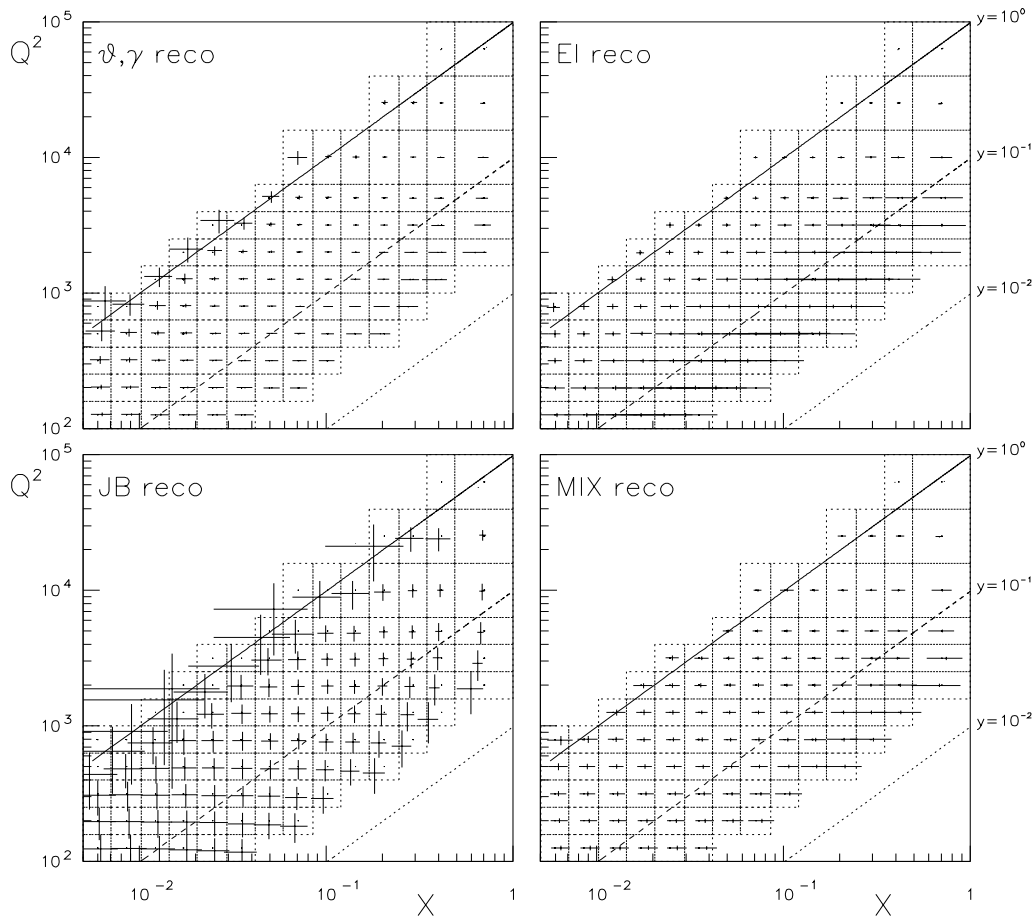 Q² ϑ,γ reco
10⁵
10⁴
10³
10²
EI reco
y=10⁰
y=10⁻¹
y=10⁻²
Q² JB reco
10⁵
10⁴
10³
10²
10⁻² 10⁻¹ 1
X
MIX reco
y=10⁰
y=10⁻¹
y=10⁻²
10⁻² 10⁻¹ 1
X